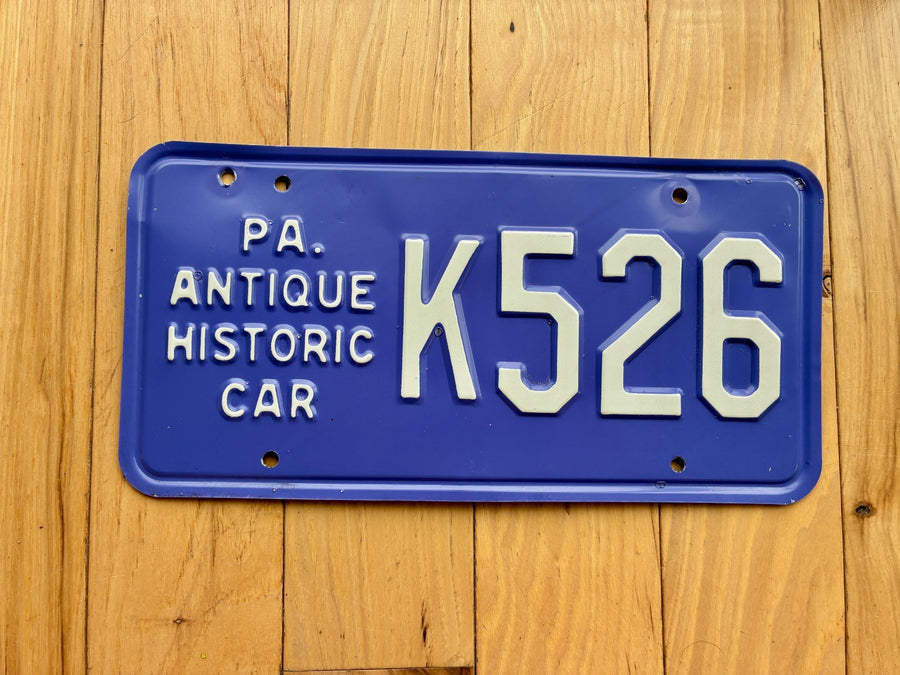 PA.
ANTIQUE
HISTORIC
CAR
K526